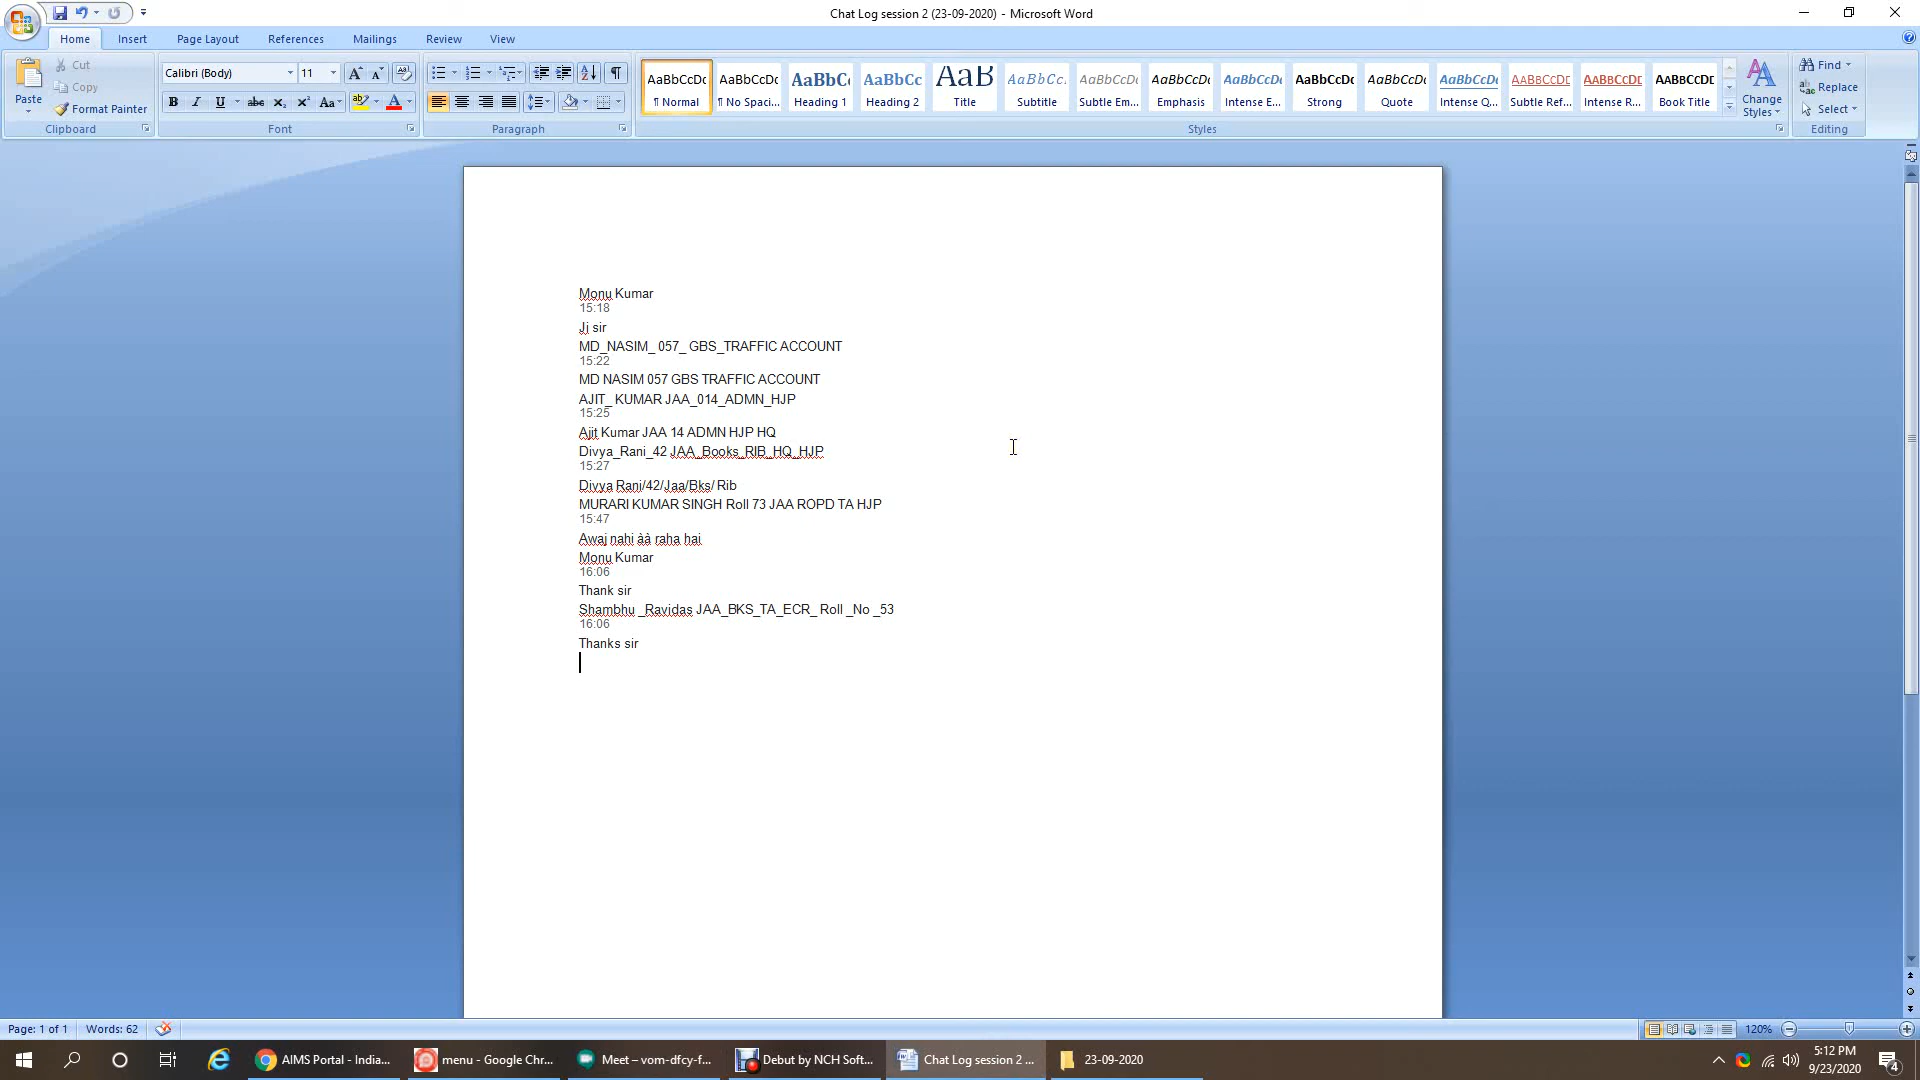 Chat Log session 2 (23-09-2020) - Microsoft Word
Home Insert Page Layout References Mailings Review View
Paste
Cut
Copy
Format Painter
Clipboard
Calibri (Body) 11
Font
Paragraph
AaBbCcDc AaBbCcDc AaBbC AaBbCc AaB AaBbCc. AaBbCcDc AaBbCcDc AaBbCcDc AaBbCcDc AaBbCcDc AaBbCcDc AABBCCDC AABBCCDC AABBCCDC
¶ Normal ¶ No Spaci... Heading 1 Heading 2 Title Subtitle Subtle Em... Emphasis Intense E... Strong Quote Intense Q... Subtle Ref... Intense R... Book Title
Styles
Change Styles
Find
Replace
Select
Editing
Monu Kumar
15:18
Ji sir
MD_NASIM_ 057_ GBS_TRAFFIC ACCOUNT
15:22
MD NASIM 057 GBS TRAFFIC ACCOUNT
AJIT_ KUMAR JAA_014_ADMN_HJP
15:25
Ajit Kumar JAA 14 ADMN HJP HQ
Divya_Rani_42 JAA_Books_RIB_HQ_HJP
15:27
Divya Rani/42/Jaa/Bks/ Rib
MURARI KUMAR SINGH Roll 73 JAA ROPD TA HJP
15:47
Awaj nahi àà raha hai
Monu Kumar
16:06
Thank sir
Shambhu _Ravidas JAA_BKS_TA_ECR_ Roll _No _53
16:06
Thanks sir
Page: 1 of 1 Words: 62 120%
AIMS Portal - India... menu - Google Chr... Meet – vom-dfcy-f... Debut by NCH Soft... Chat Log session 2 ... 23-09-2020
5:12 PM
9/23/2020
4